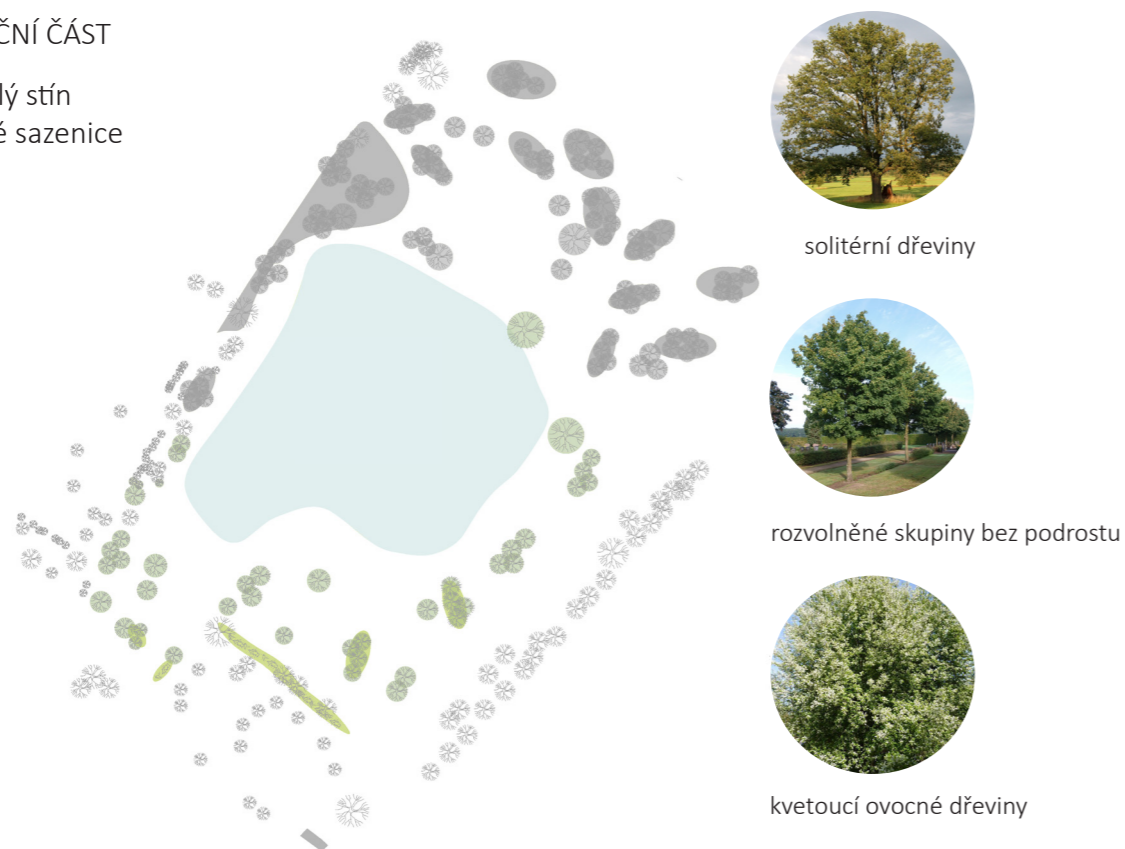 ČNÍ ČÁST
lý stín
é sazenice
solitérní dřeviny
rozvolněné skupiny bez podrostu
kvetoucí ovocné dřeviny